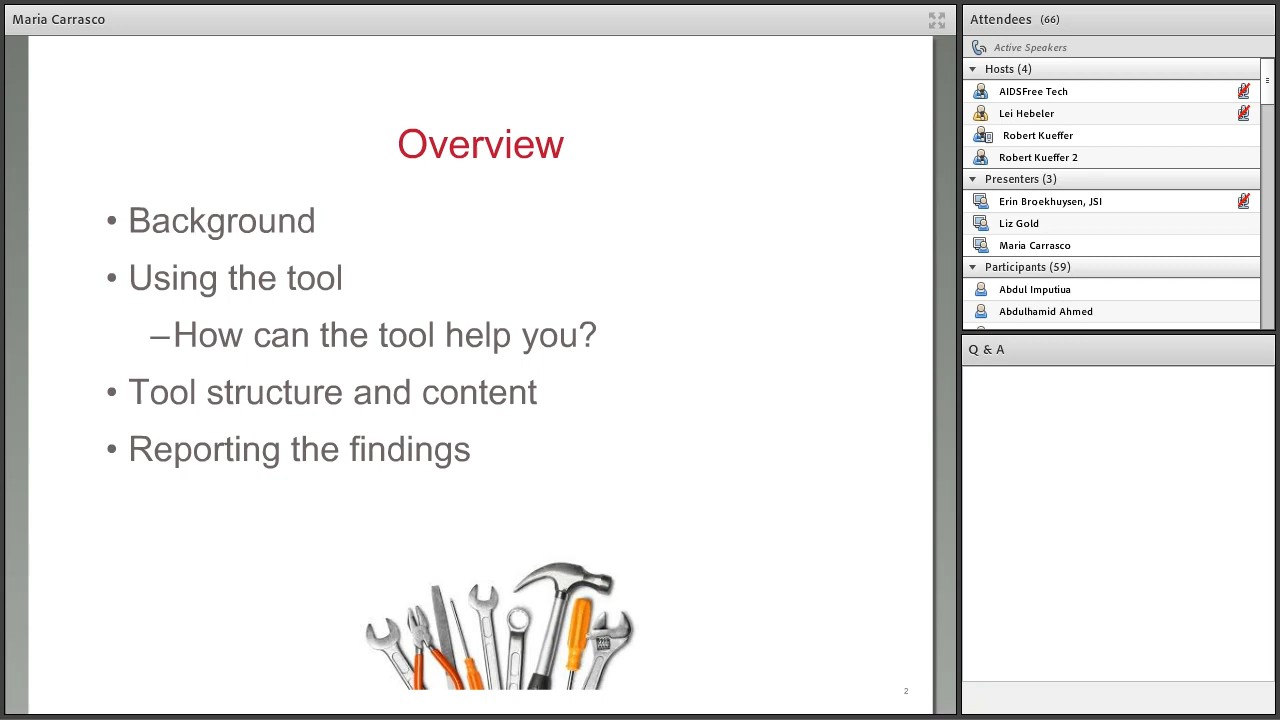 Maria Carrasco
Overview
• Background
• Using the tool
–How can the tool help you?
• Tool structure and content
• Reporting the findings
2
Attendees (66)
Active Speakers
Hosts (4)
AIDSFree Tech
Lei Hebeler
Robert Kueffer
Robert Kueffer 2
Presenters (3)
Erin Broekhuysen, JSI
Liz Gold
Maria Carrasco
Participants (59)
Abdul Imputiua
Abdulhamid Ahmed
Q & A